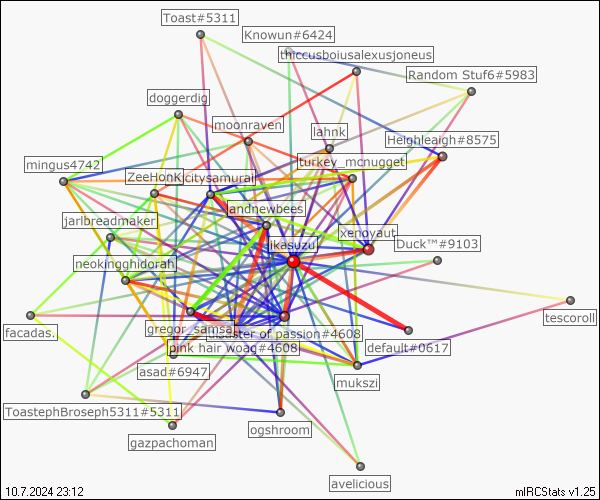 Toast#5311
Knowun#6424
thiccusboiusalexusjoneus
Random Stuf6#5983
doggerdig
moonraven
lahnk
Heigheaigh#8575
turkey_mcnugget
mingus4742
ZeeHonK
citysamurai
andnewbees
jarlbreadmaker
xenoyaut
ikasuzu
Duck™#9103
neokingghidorah
tescoroll
facadas.
gregor_samsa
disaster of passion#4608
pink hair woag#4608
default#0617
asad#6947
mukszi
ToastephBroseph5311#5311
ogshroom
gazpachoman
avelicious
10.7.2024 23:12
mIRCStats v1.25